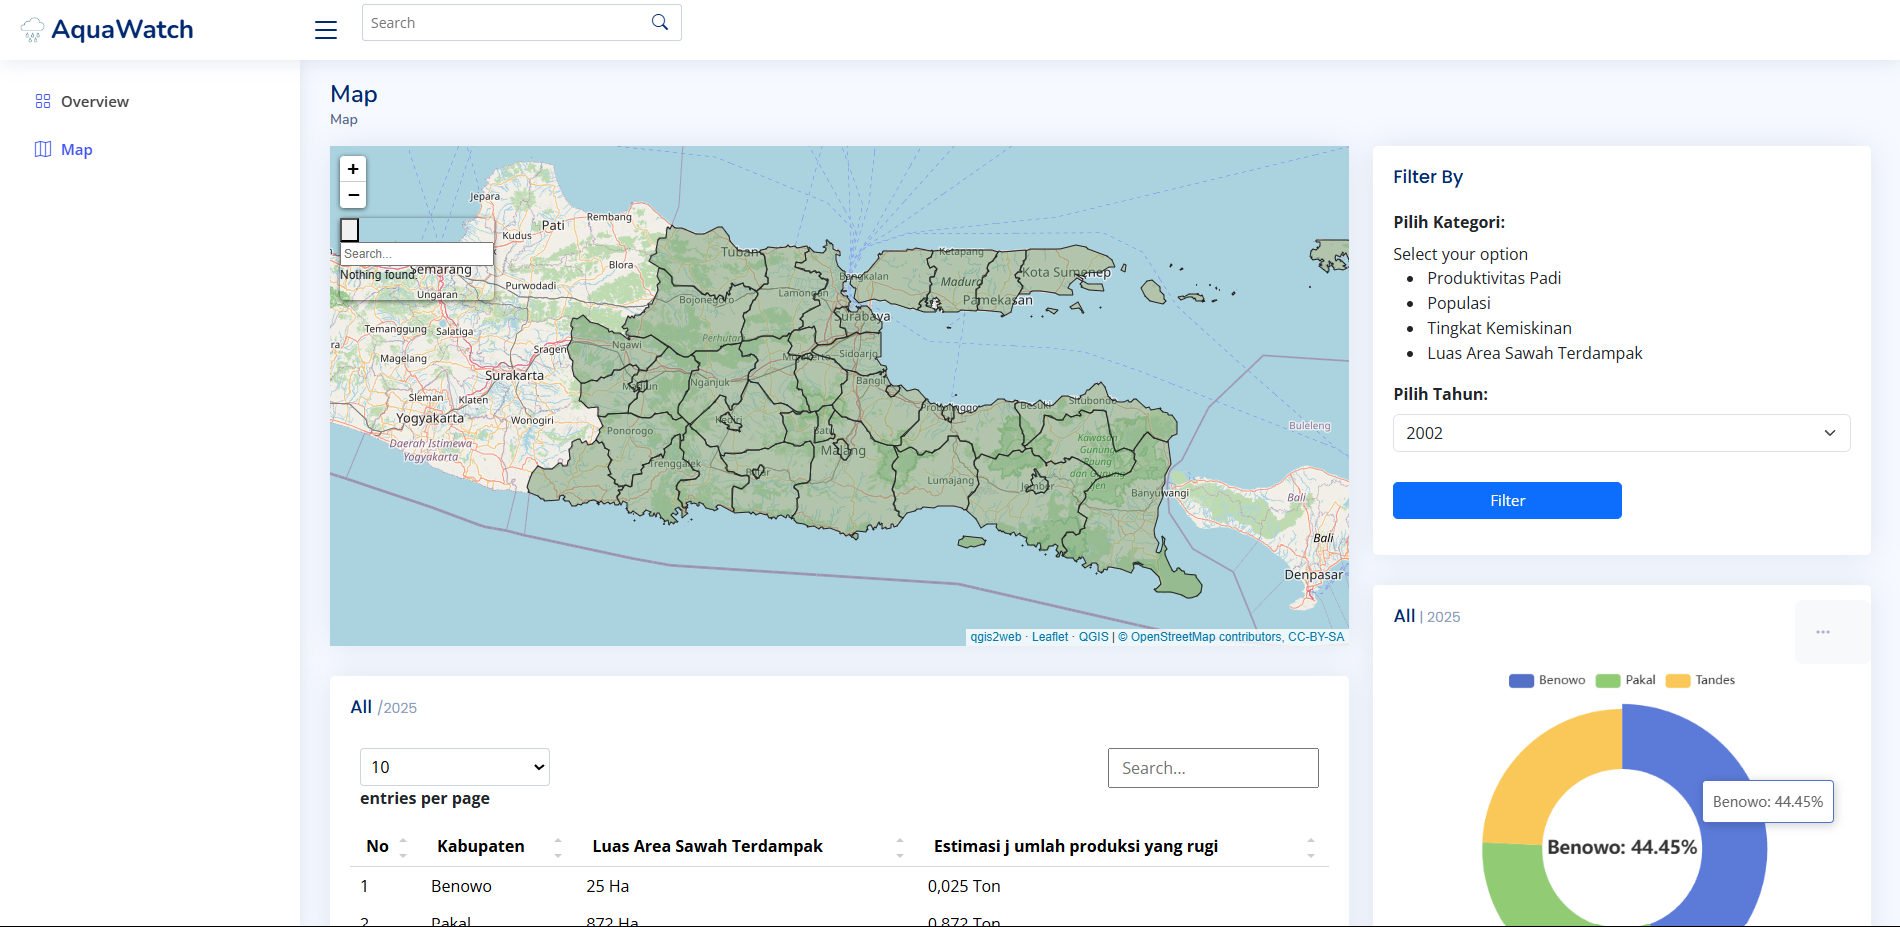 AquaWatch
Search
Overview
Map
Map
Map
+
−
Search...
Nothing found.
Jepara
Pati
Rembang
Kudus
Semarang
Blora
Purwodadi
Ungaran
Temanggung
Salatiga
Sragen
Magelang
Surakarta
Sleman
Klaten
Yogyakarta
Wonogiri
Daerah Istimewa
Yogyakarta
Tuban
Bojonegoro
Lamongan
Bangkalan
Ketapang
Madura
Kota Sumenep
Pamekasan
Surabaya
Perhutani
Ngawi
Mojokerto
Sidoarjo
Madiun
Nganjuk
Bangil
Ponorogo
Kediri
Batu
Malang
Probolinggo
Besuki
Situbondo
Trenggalek
Blitar
Lumajang
Jember
Kawasan
Gunung
Raung
dan Gunung
Ijen
Banyuwangi
Buleleng
Bali
Bali
Denpasar
qgis2web · Leaflet · QGIS | © OpenStreetMap contributors, CC-BY-SA
Filter By
Pilih Kategori:
Select your option
Produktivitas Padi
Populasi
Tingkat Kemiskinan
Luas Area Sawah Terdampak
Pilih Tahun:
2002
Filter
All | 2025
Benowo Pakal Tandes
Benowo: 44.45%
Benowo: 44.45%
All /2025
10
entries per page
Search...
No Kabupaten Luas Area Sawah Terdampak Estimasi j umlah produksi yang rugi
1 Benowo 25 Ha 0,025 Ton
2 Pakal 872 Ha 0,872 Ton